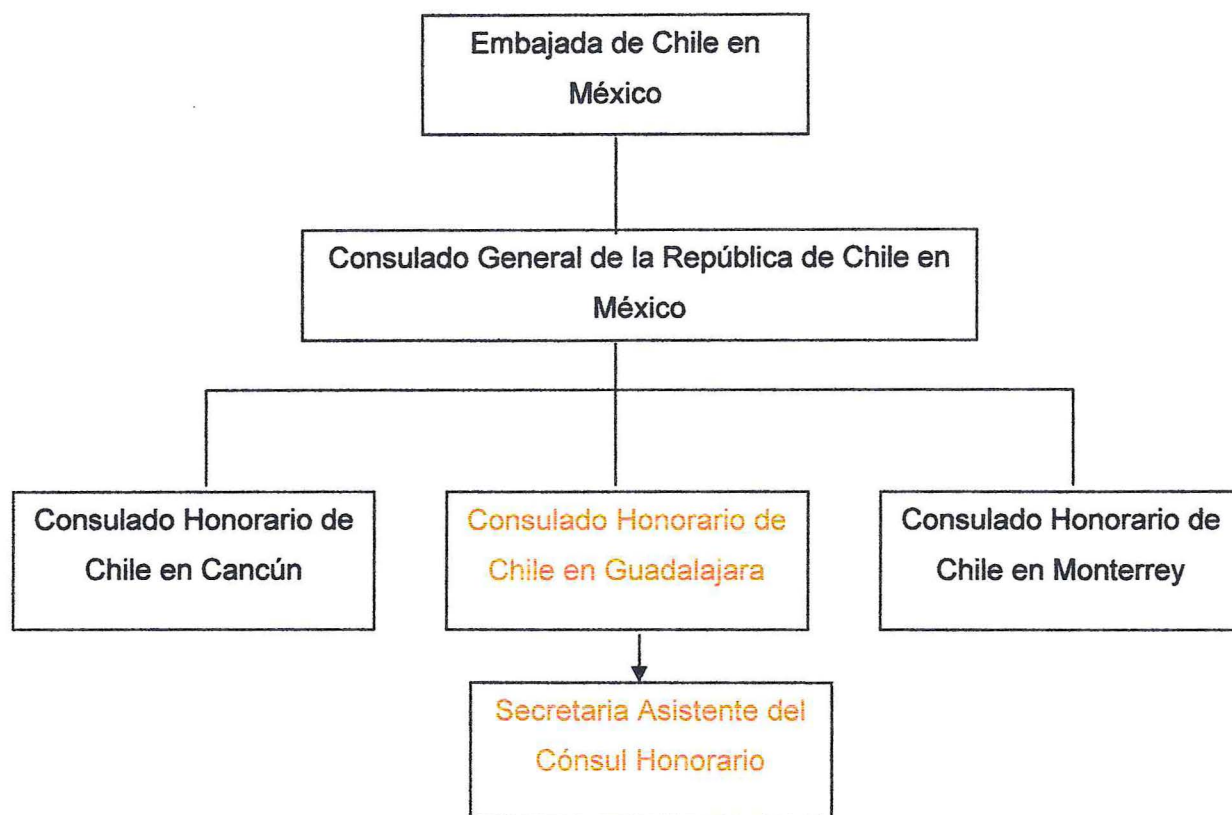 Embajada de Chile en
México
Consulado General de la República de Chile en
México
Consulado Honorario de
Chile en Cancún
Consulado Honorario de
Chile en Guadalajara
Consulado Honorario de
Chile en Monterrey
Secretaria Asistente del
Cónsul Honorario